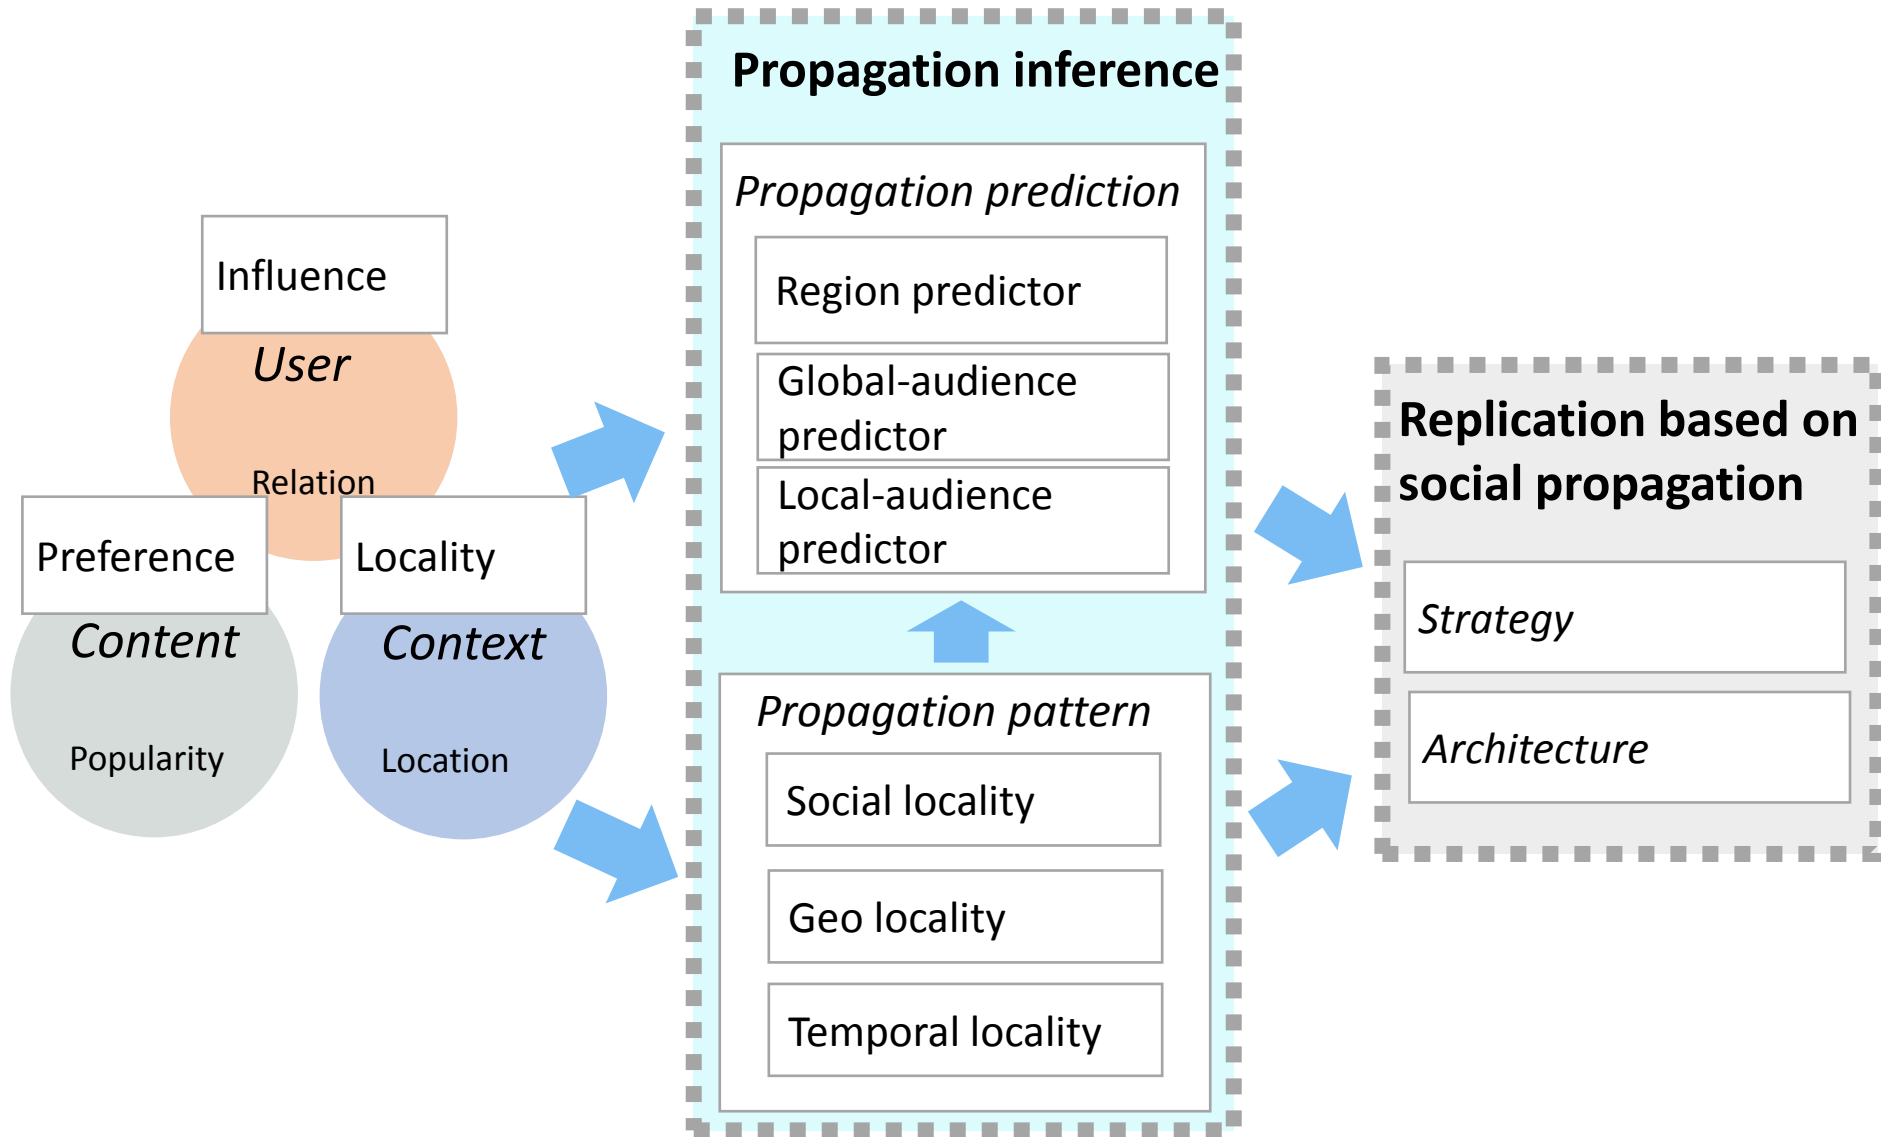 Influence
User
Relation
Preference
Locality
Content
Context
Popularity
Location
Propagation inference
Propagation prediction
Region predictor
Global-audience
predictor
Local-audience
predictor
Propagation pattern
Social locality
Geo locality
Temporal locality
Replication based on
social propagation
Strategy
Architecture